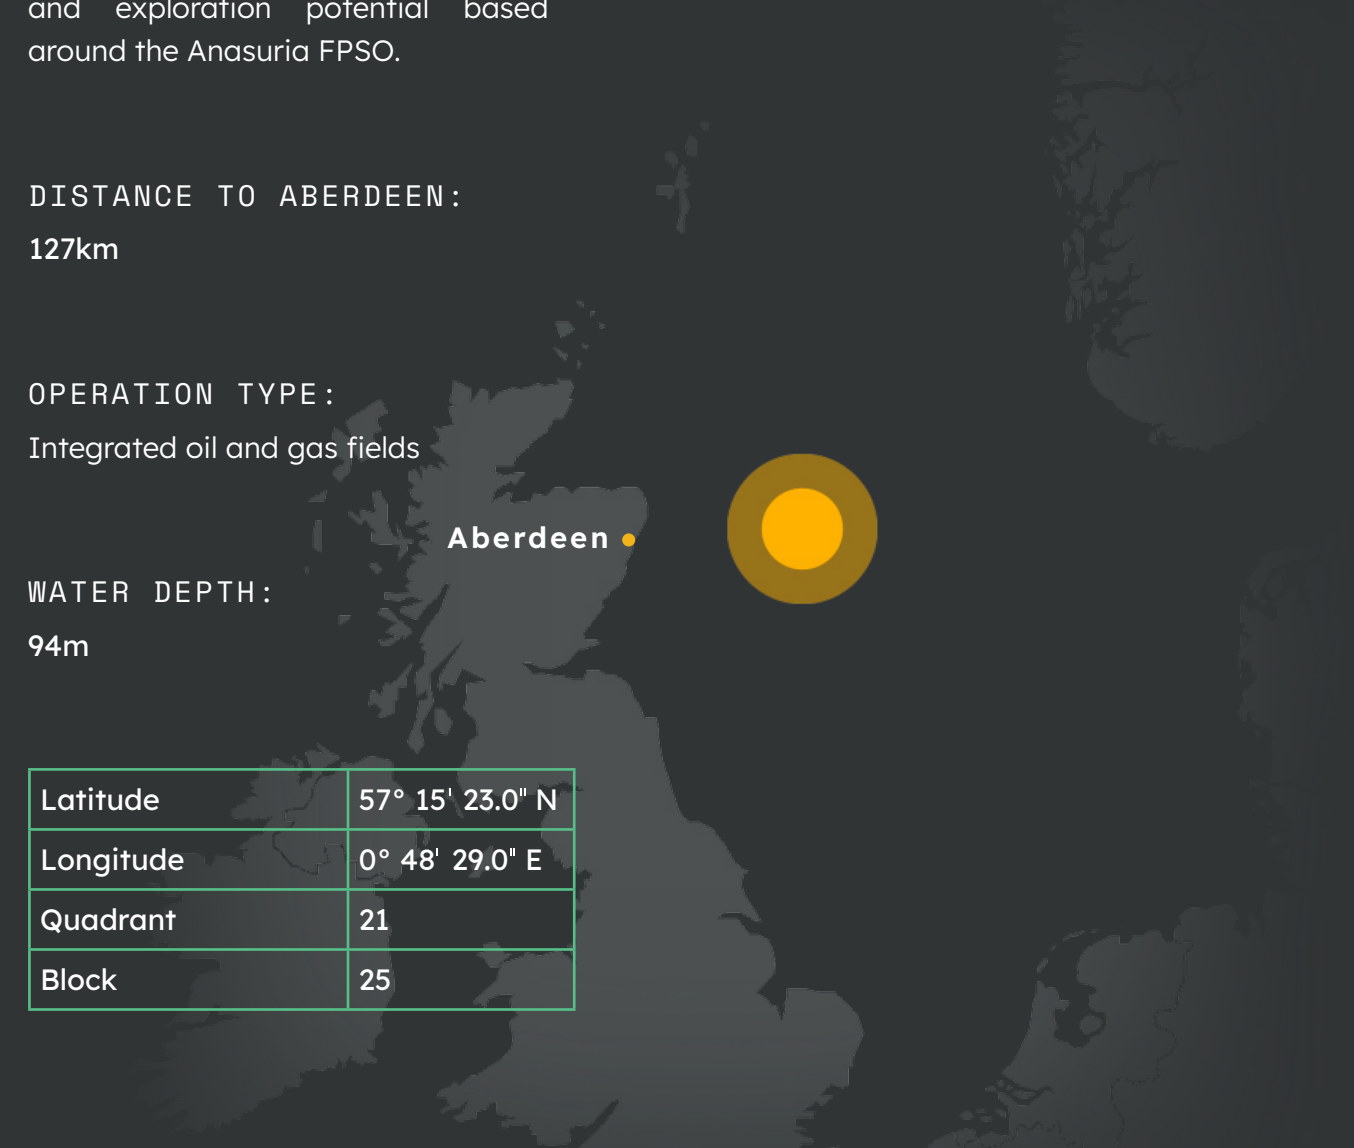 and exploration potential based
around the Anasuria FPSO.
DISTANCE TO ABERDEEN:
127km
OPERATION TYPE:
Integrated oil and gas fields
Aberdeen
WATER DEPTH:
94m
Latitude 57° 15' 23.0" N
Longitude 0° 48' 29.0" E
Quadrant 21
Block 25